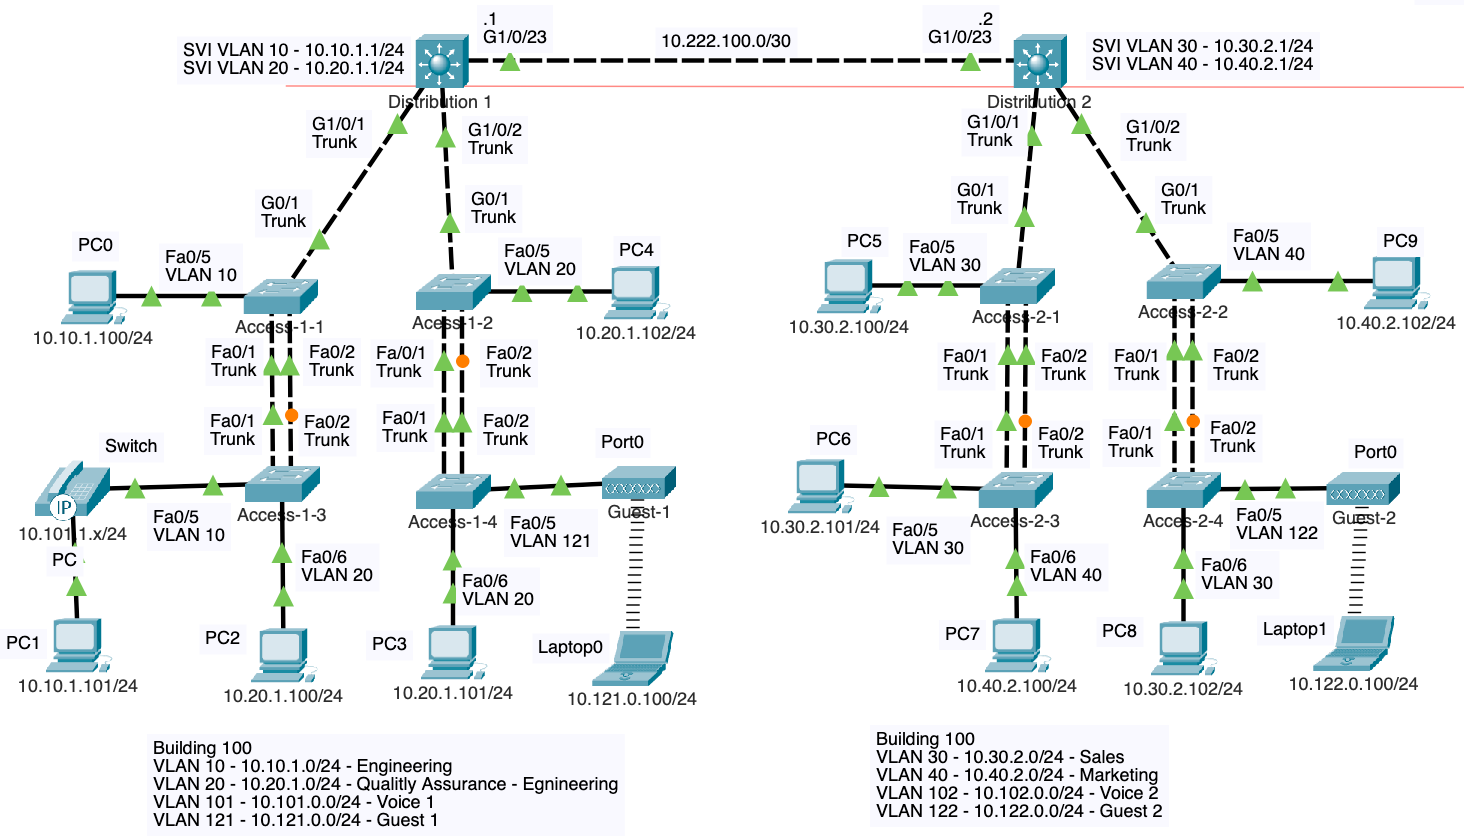 .1
G1/0/23
10.222.100.0/30
.2
G1/0/23
SVI VLAN 10 - 10.10.1.1/24
SVI VLAN 20 - 10.20.1.1/24
SVI VLAN 30 - 10.30.2.1/24
SVI VLAN 40 - 10.40.2.1/24
Distribution 1
Distribution 2
G1/0/1
Trunk
G1/0/2
Trunk
G1/0/1
Trunk
G1/0/2
Trunk
G0/1
Trunk
G0/1
Trunk
G0/1
Trunk
G0/1
Trunk
PC0
Fa0/5
VLAN 10
10.10.1.100/24
Access-1-1
Fa0/5
VLAN 20
PC4
10.20.1.102/24
Acess-1-2
PC5
Fa0/5
VLAN 30
10.30.2.100/24
Access-2-1
Fa0/5
VLAN 40
PC9
10.40.2.102/24
Access-2-2
Fa0/1
Trunk
Fa0/2
Trunk
Fa/0/1
Trunk
Fa0/2
Trunk
Fa0/1
Trunk
Fa0/2
Trunk
Fa0/1
Trunk
Fa0/2
Trunk
Fa0/1
Trunk
Fa0/2
Trunk
Fa0/1
Trunk
Fa0/2
Trunk
Fa0/1
Trunk
Fa0/2
Trunk
Fa0/1
Trunk
Fa0/2
Trunk
Switch
IP
10.101.1.x/24
PC
Fa0/5
VLAN 10
Access-1-3
Fa0/6
VLAN 20
PC1
10.10.1.101/24
PC2
10.20.1.100/24
Access-1-4
Port0
Guest-1
Fa0/5
VLAN 121
Fa0/6
VLAN 20
PC3
10.20.1.101/24
Laptop0
10.121.0.100/24
PC6
10.30.2.101/24
Fa0/5
VLAN 30
Access-2-3
Fa0/6
VLAN 40
PC7
10.40.2.100/24
Access-2-4
Port0
Guest-2
Fa0/5
VLAN 122
Fa0/6
VLAN 30
PC8
10.30.2.102/24
Laptop1
10.122.0.100/24
Building 100
VLAN 10 - 10.10.1.0/24 - Engineering
VLAN 20 - 10.20.1.0/24 - Qualitly Assurance - Egnineering
VLAN 101 - 10.101.0.0/24 - Voice 1
VLAN 121 - 10.121.0.0/24 - Guest 1
Building 100
VLAN 30 - 10.30.2.0/24 - Sales
VLAN 40 - 10.40.2.0/24 - Marketing
VLAN 102 - 10.102.0.0/24 - Voice 2
VLAN 122 - 10.122.0.0/24 - Guest 2